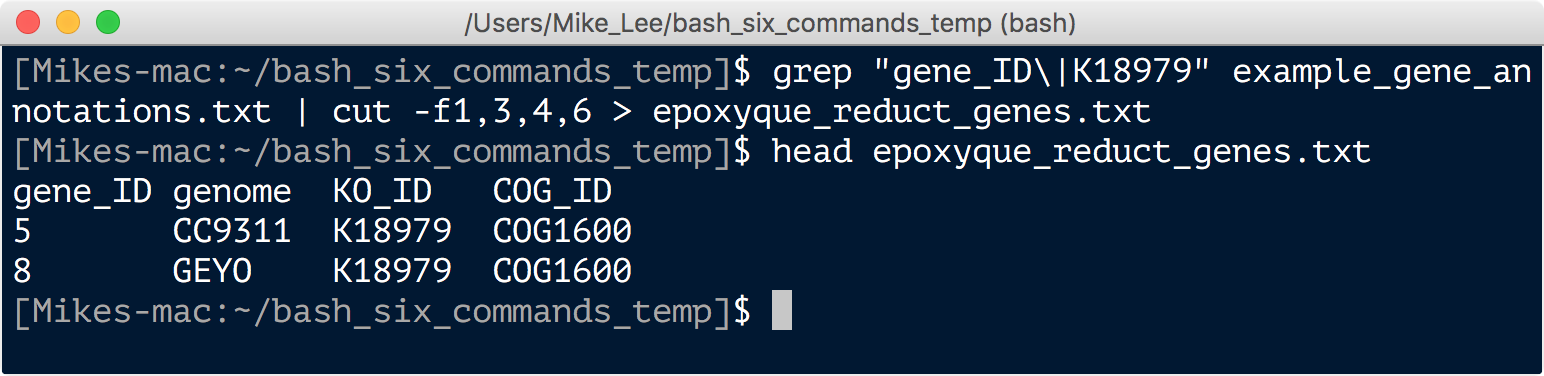 /Users/Mike_Lee/bash_six_commands_temp (bash)
[Mikes-mac:~/bash_six_commands_temp]$ grep "gene_ID\|K18979" example_gene_an
notations.txt | cut -f1,3,4,6 > epoxyque_reduct_genes.txt
[Mikes-mac:~/bash_six_commands_temp]$ head epoxyque_reduct_genes.txt
gene_ID genome  KO_ID   COG_ID
5       CC9311  K18979  COG1600
8       GEYO    K18979  COG1600
[Mikes-mac:~/bash_six_commands_temp]$